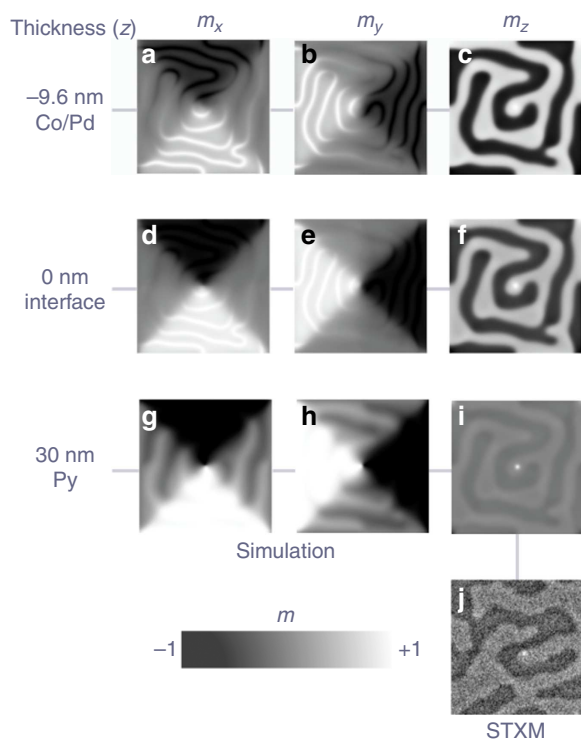 Thickness (z)
mx
my
mz
a
b
c
–9.6 nm
Co/Pd
d
e
f
0 nm
interface
g
h
i
30 nm
Py
Simulation
j
m
–1
+1
STXM